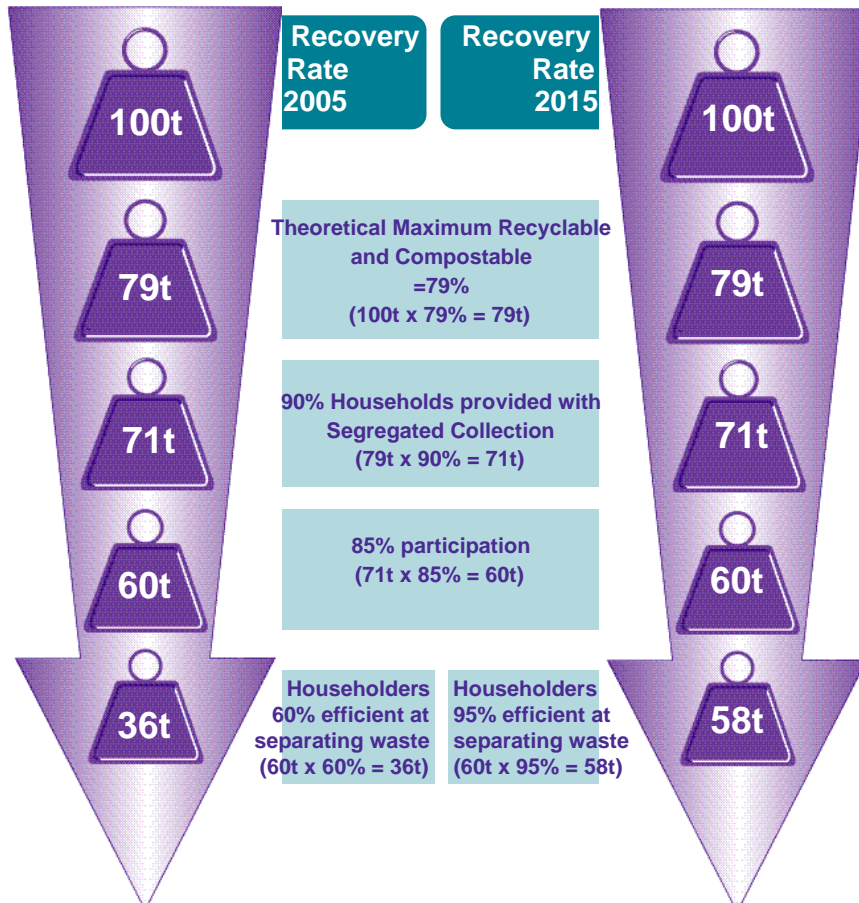 Recovery
Rate
2005
Recovery
Rate
2015
100t
100t
Theoretical Maximum Recyclable
and Compostable
=79%
(100t x 79% = 79t)
79t
79t
90% Households provided with
Segregated Collection
(79t x 90% = 71t)
71t
71t
85% participation
(71t x 85% = 60t)
60t
60t
Householders
60% efficient at
separating waste
(60t x 60% = 36t)
Householders
95% efficient at
separating waste
(60t x 95% = 58t)
36t
58t